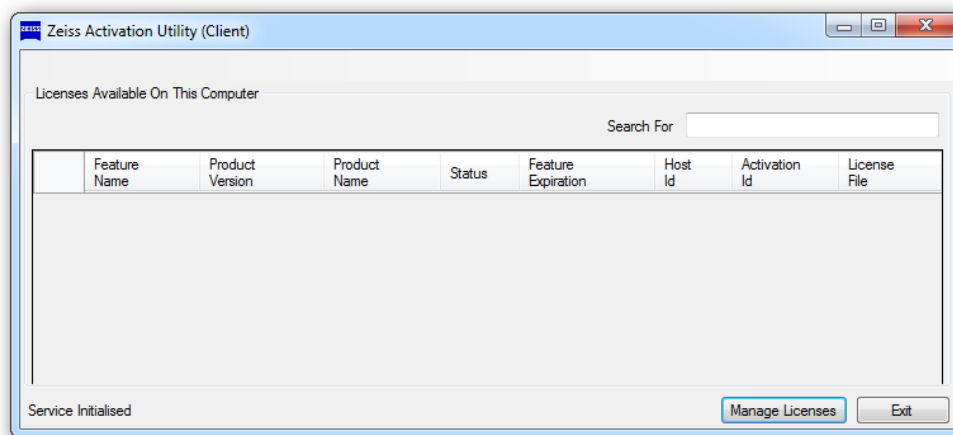 ZEISS Zeiss Activation Utility (Client)
Licenses Available On This Computer
Search For
Feature Name Product Version Product Name Status Feature Expiration Host Id Activation Id License File
Service Initialised Manage Licenses Exit